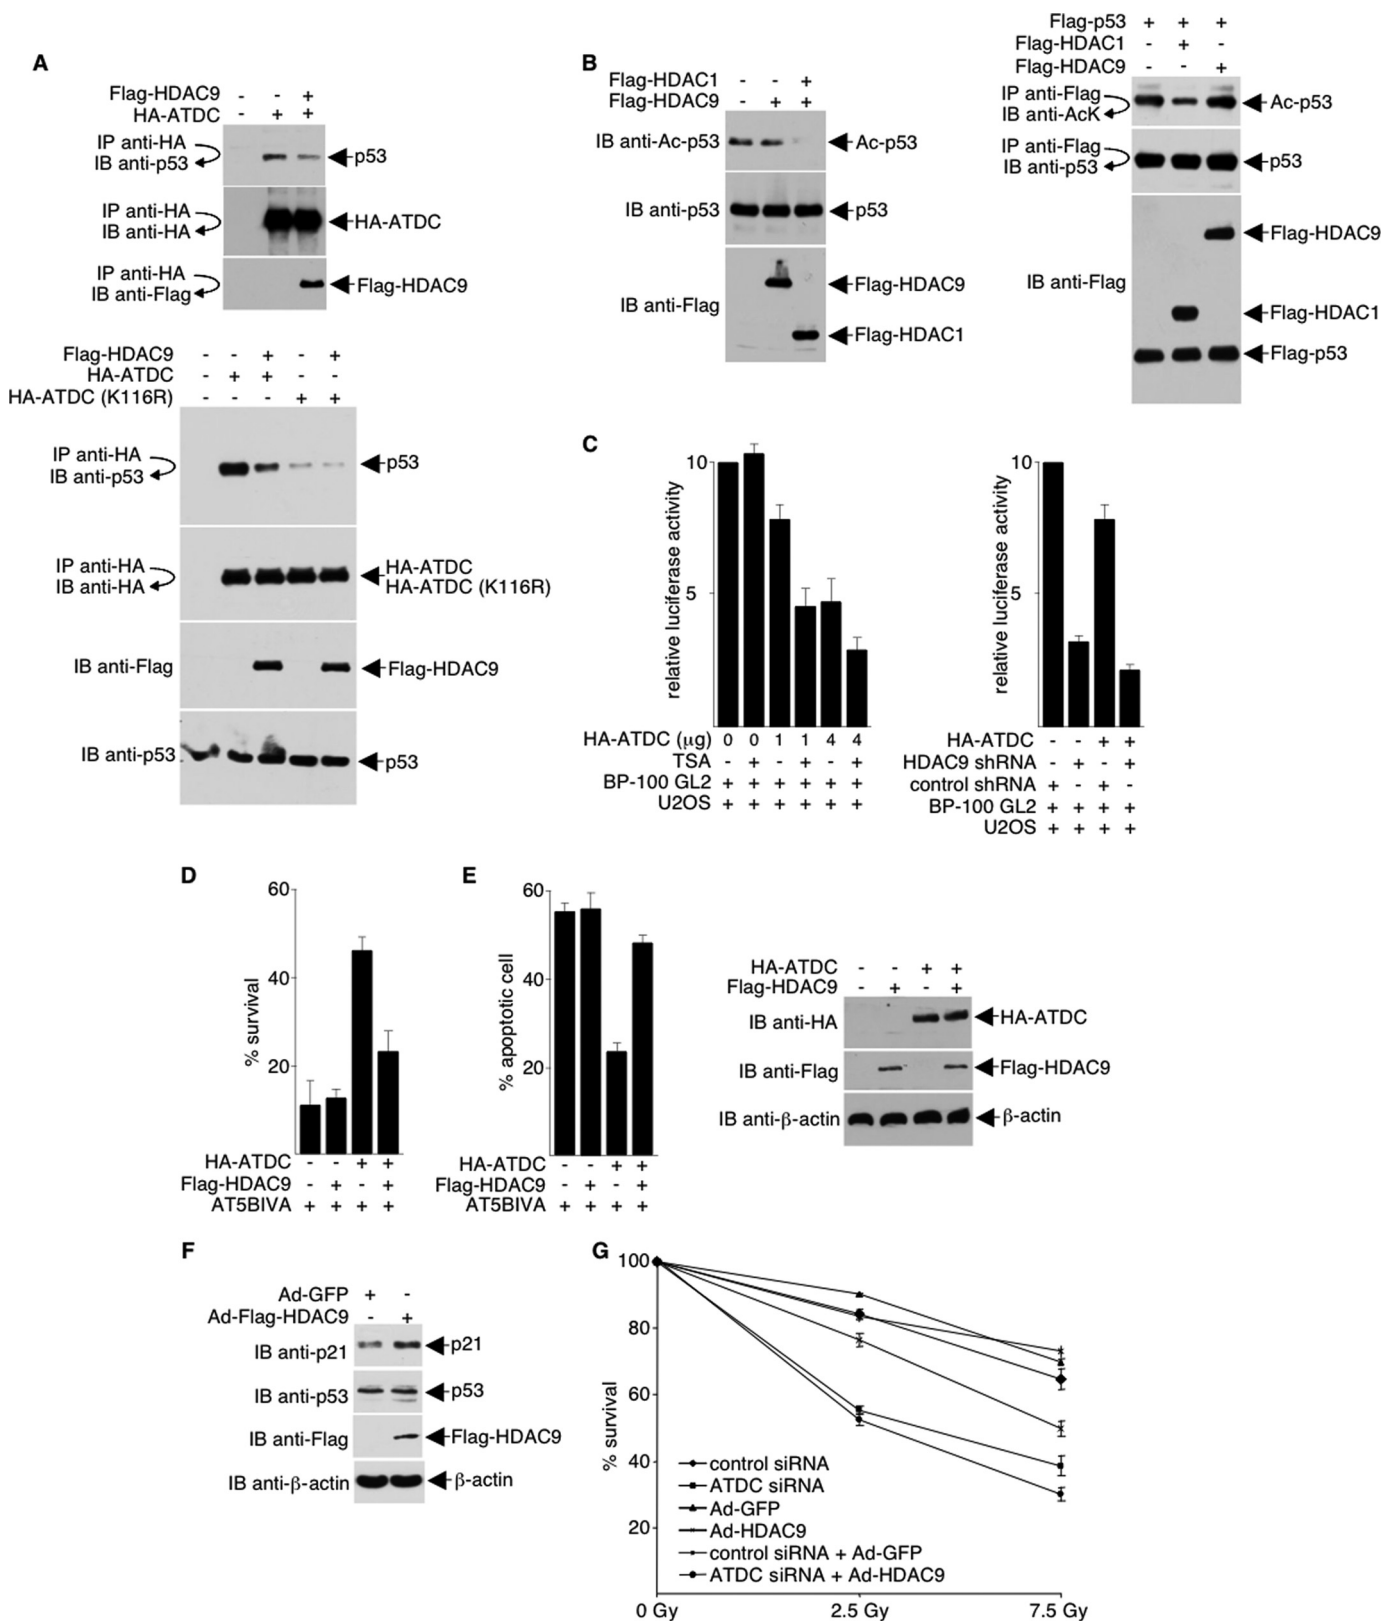 A
Flag-HDAC9 - - +
HA-ATDC - + +
IP anti-HA
IB anti-p53
p53
IP anti-HA
IB anti-HA
HA-ATDC
IP anti-HA
IB anti-Flag
Flag-HDAC9
Flag-HDAC9 - - + - +
HA-ATDC - + + - -
HA-ATDC (K116R) - - - + +
IP anti-HA
IB anti-p53
p53
IP anti-HA
IB anti-HA
HA-ATDC
HA-ATDC (K116R)
IB anti-Flag
Flag-HDAC9
IB anti-p53
p53
B
Flag-HDAC1 - - +
Flag-HDAC9 - + +
IB anti-Ac-p53
Ac-p53
IB anti-p53
p53
IB anti-Flag
Flag-HDAC9
Flag-HDAC1
Flag-p53 + + +
Flag-HDAC1 - + -
Flag-HDAC9 - - +
IP anti-Flag
IB anti-AcK
Ac-p53
IP anti-Flag
IB anti-p53
p53
IB anti-Flag
Flag-HDAC9
Flag-HDAC1
Flag-p53
C
relative luciferase activity
10
5
HA-ATDC (μg) 0 0 1 1 4 4
TSA - + - + - +
BP-100 GL2 + + + + + +
U2OS + + + + + +
relative luciferase activity
10
5
HA-ATDC - - + +
HDAC9 shRNA - + - +
control shRNA + - + -
BP-100 GL2 + + + +
U2OS + + + +
D
% survival
60
40
20
HA-ATDC - - + +
Flag-HDAC9 - + - +
AT5BIVA + + + +
E
% apoptotic cell
60
40
20
HA-ATDC - - + +
Flag-HDAC9 - + - +
AT5BIVA + + + +
HA-ATDC - - + +
Flag-HDAC9 - + - +
IB anti-HA
HA-ATDC
IB anti-Flag
Flag-HDAC9
IB anti-β-actin
β-actin
F
Ad-GFP + -
Ad-Flag-HDAC9 - +
IB anti-p21
p21
IB anti-p53
p53
IB anti-Flag
Flag-HDAC9
IB anti-β-actin
β-actin
G
% survival
100
80
60
40
20
control siRNA
ATDC siRNA
Ad-GFP
Ad-HDAC9
control siRNA + Ad-GFP
ATDC siRNA + Ad-HDAC9
0 Gy 2.5 Gy 7.5 Gy